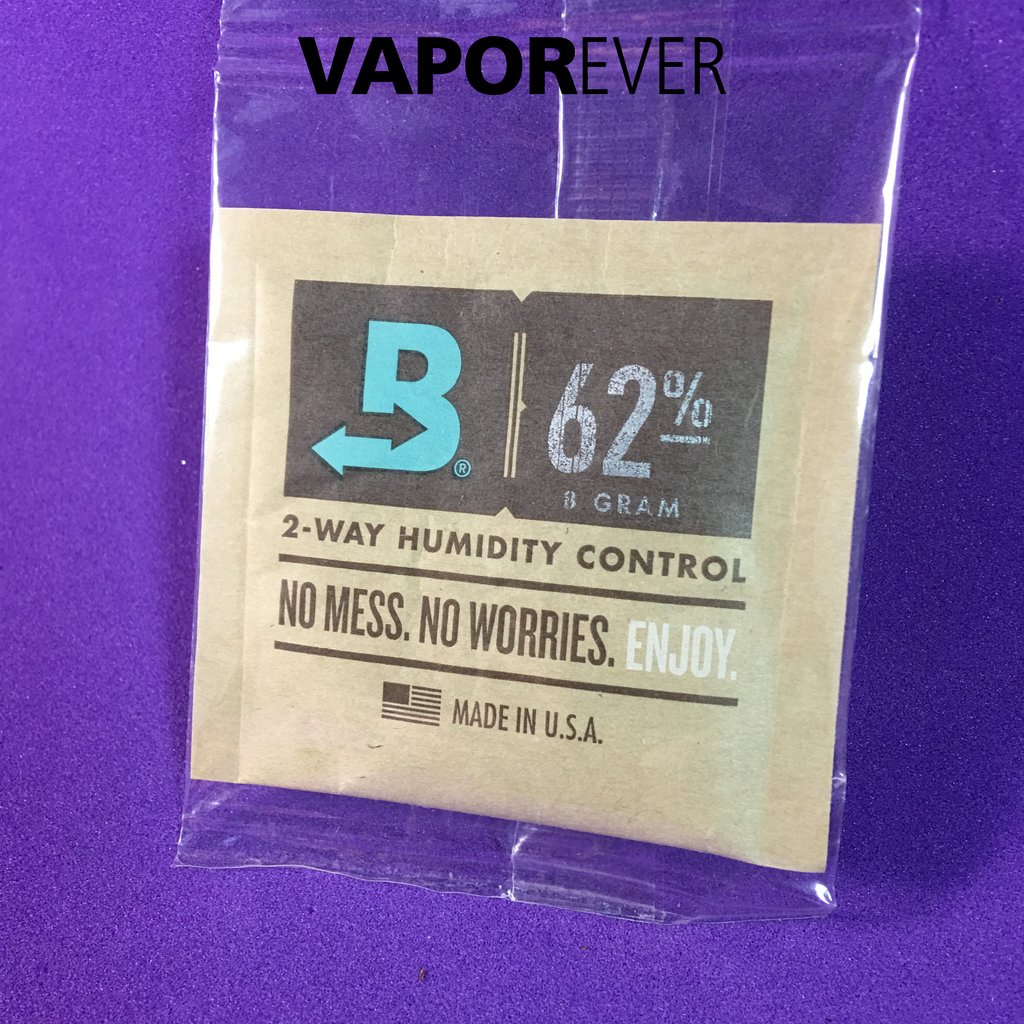 VAPOREVER
B®
62%
8 GRAM
2-WAY HUMIDITY CONTROL
NO MESS. NO WORRIES. ENJOY.
MADE IN U.S.A.